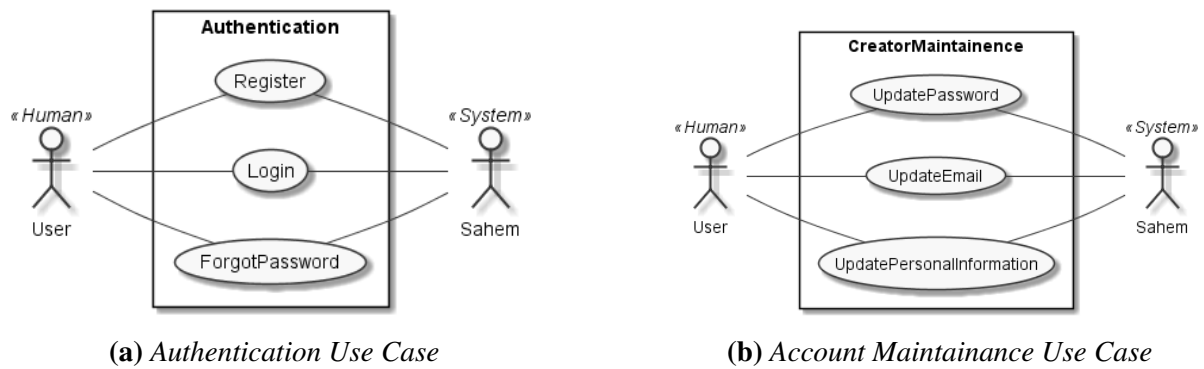 Authentication
Register
«Human»
«System»
Login
User
Sahem
ForgotPassword
(a) Authentication Use Case
CreatorMaintainence
UpdatePassword
«Human»
«System»
UpdateEmail
User
Sahem
UpdatePersonalInformation
(b) Account Maintainance Use Case